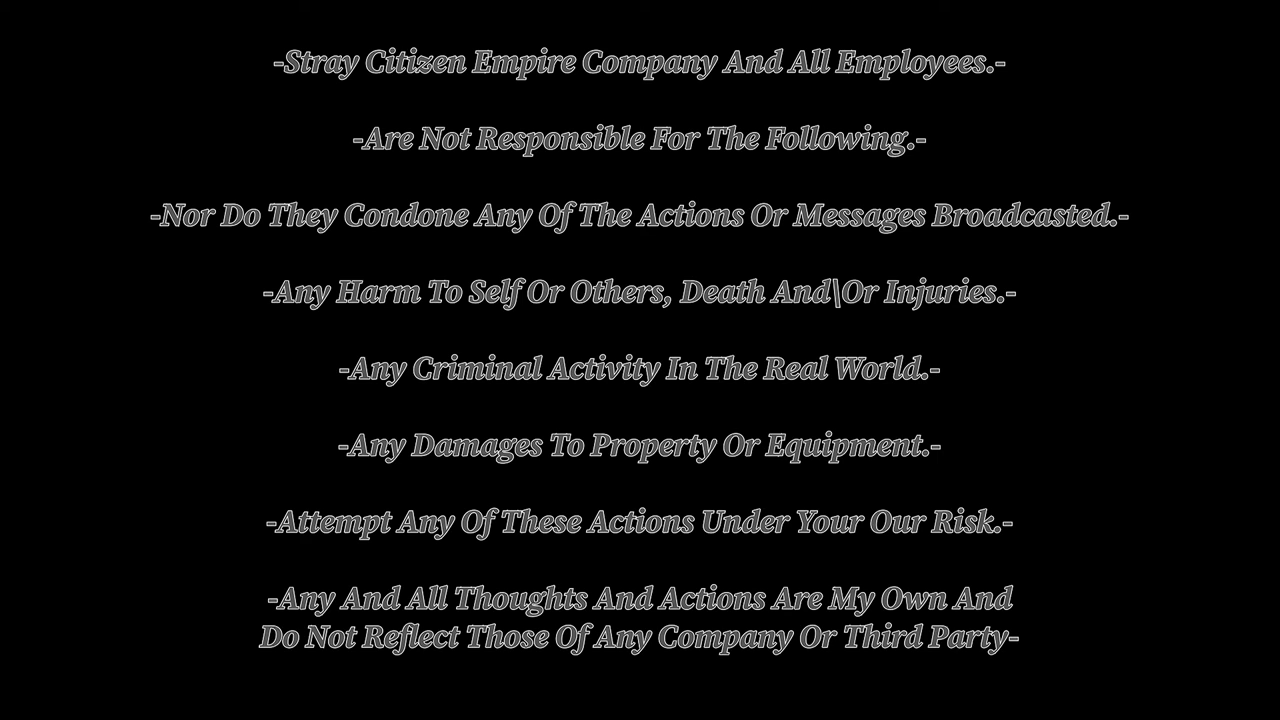 -Stray Citizen Empire Company And All Employees.-
-Are Not Responsible For The Following.-
-Nor Do They Condone Any Of The Actions Or Messages Broadcasted.-
-Any Harm To Self Or Others, Death And\Or Injuries.-
-Any Criminal Activity In The Real World.-
-Any Damages To Property Or Equipment.-
-Attempt Any Of These Actions Under Your Our Risk.-
-Any And All Thoughts And Actions Are My Own And
Do Not Reflect Those Of Any Company Or Third Party-